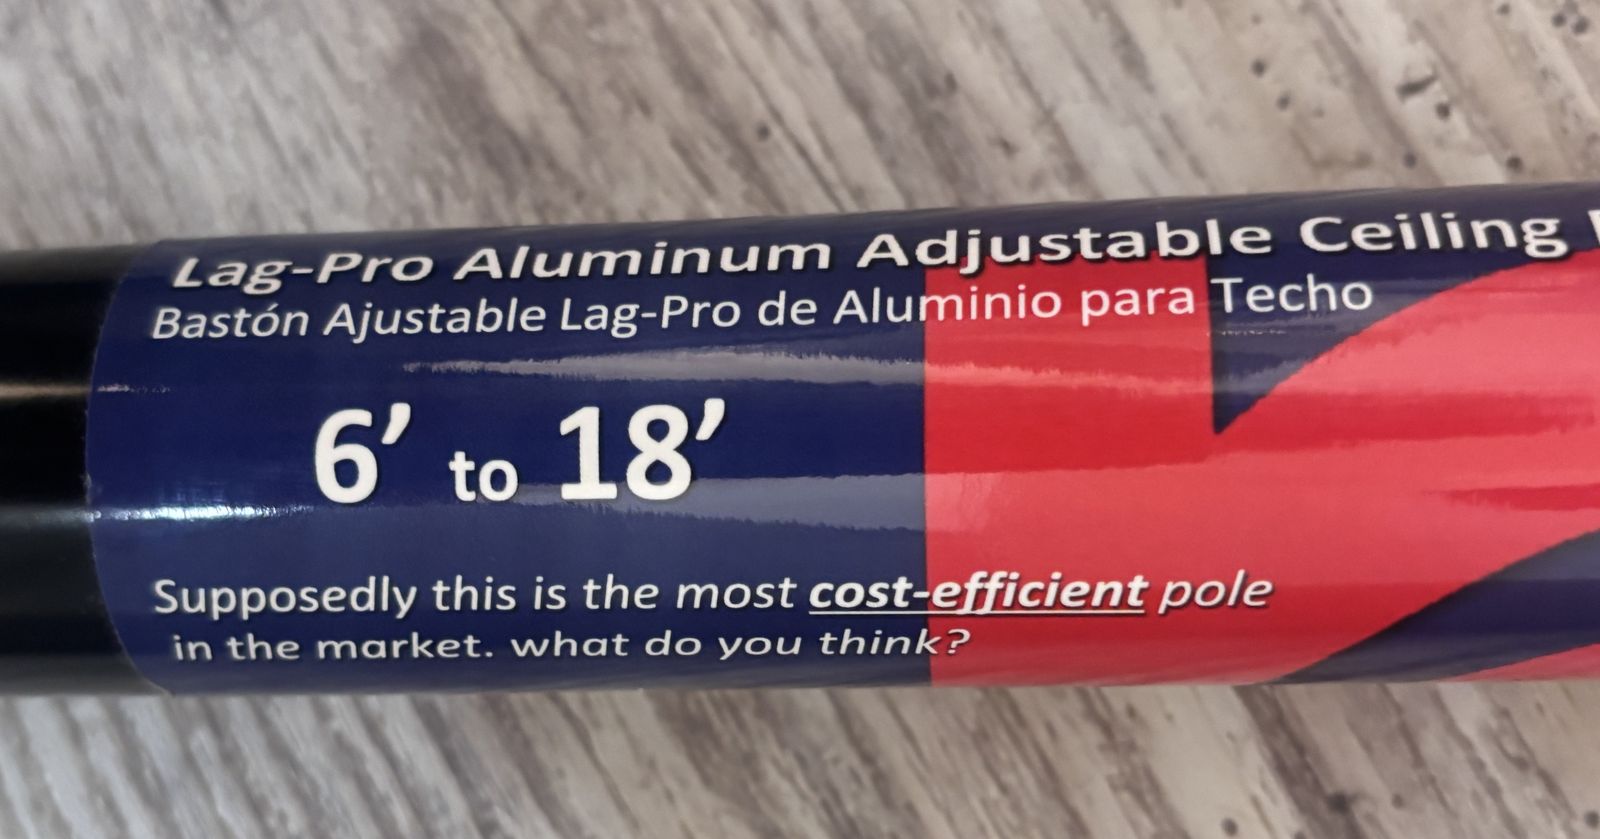 Lag-Pro Aluminum Adjustable Ceiling
Bastón Ajustable Lag-Pro de Aluminio para Techo
6’ to 18’
Supposedly this is the most cost-efficient pole
in the market. what do you think?